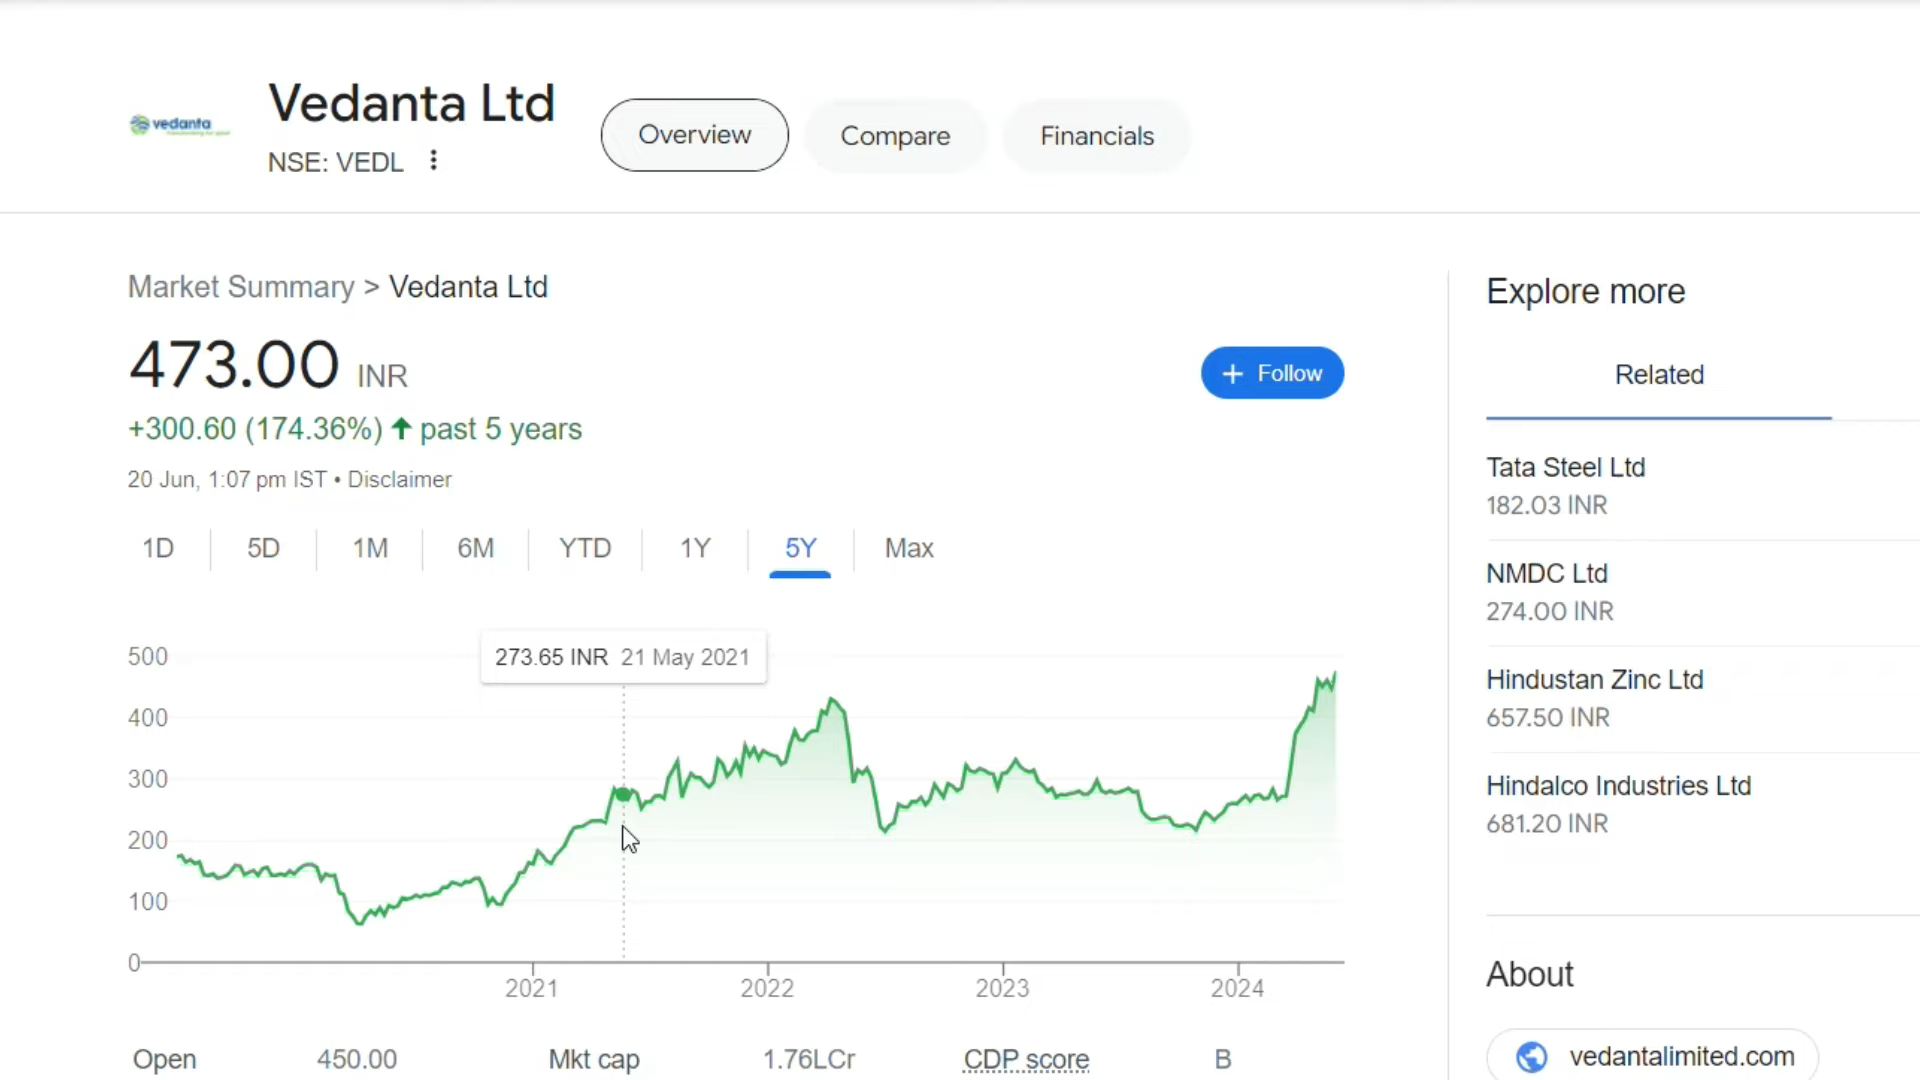 vedanta
Vedanta Ltd
NSE: VEDL
Overview
Compare
Financials
Market Summary > Vedanta Ltd
473.00 INR
+300.60 (174.36%) ↑ past 5 years
20 Jun, 1:07 pm IST • Disclaimer
+ Follow
1D 5D 1M 6M YTD 1Y 5Y Max
273.65 INR 21 May 2021
500
400
300
200
100
0
2021 2022 2023 2024
Open 450.00 Mkt cap 1.76LCr CDP score B
Explore more
Related
Tata Steel Ltd
182.03 INR
NMDC Ltd
274.00 INR
Hindustan Zinc Ltd
657.50 INR
Hindalco Industries Ltd
681.20 INR
About
vedantalimited.com